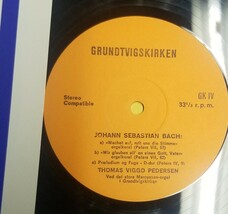 GRUNDTVIGSKIRKEN
Stereo
Compatible
GK IV
33⅓ r.p.m.
JOHANN SEBASTIAN BACH:
a) »Wachet auf, ruft uns die Stimme«
orgelkoral (Peters VII, 57)
b) »Wir glauben all' an einen Gott, Vater«
orgelkoral (Peters VII, 62)
c) Præludium og Fuga i D-dur (Peters IV, 3)
THOMAS VIGGO PEDERSEN
Ved det store Marcussen-orgel
i Grundtvigskirken